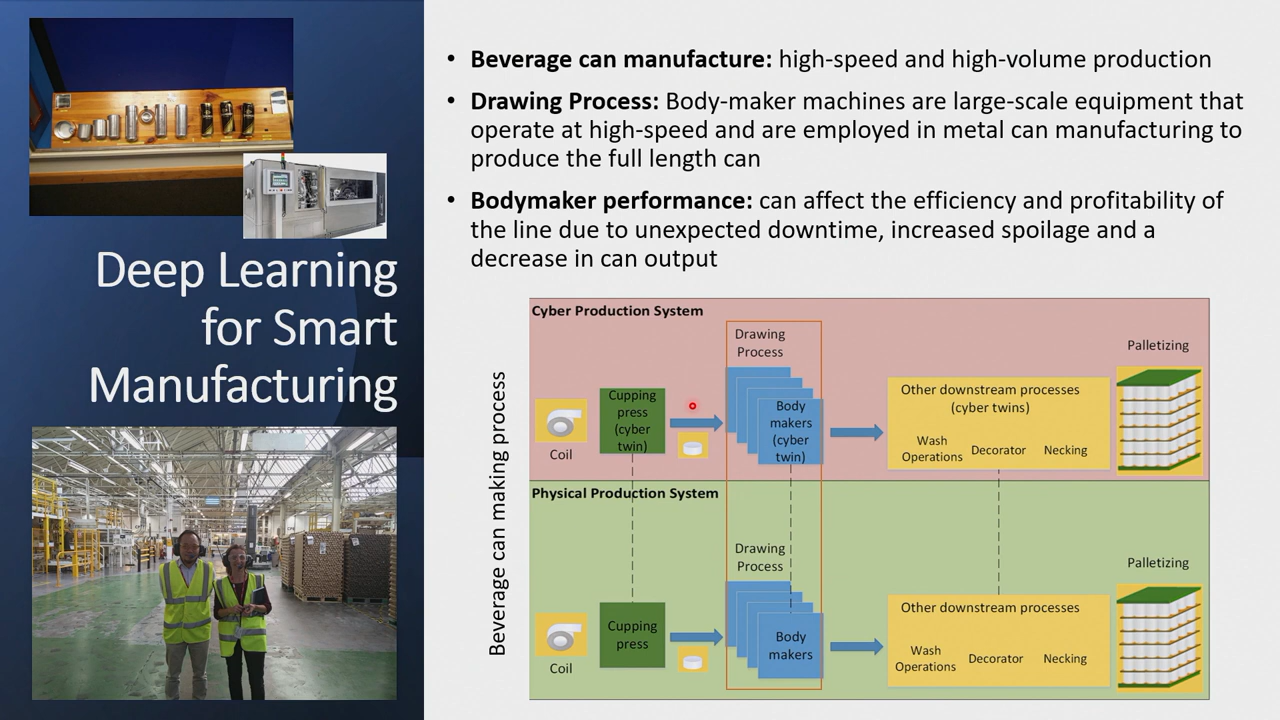 Deep Learning
for Smart
Manufacturing
• Beverage can manufacture: high-speed and high-volume production
• Drawing Process: Body-maker machines are large-scale equipment that
operate at high-speed and are employed in metal can manufacturing to
produce the full length can
• Bodymaker performance: can affect the efficiency and profitability of
the line due to unexpected downtime, increased spoilage and a
decrease in can output
Beverage can making process
Cyber Production System
Coil
Cupping
press
(cyber
twin)
Drawing
Process
Body
makers
(cyber
twin)
Other downstream processes
(cyber twins)
Wash
Operations
Decorator
Necking
Palletizing
Physical Production System
Coil
Cupping
press
Drawing
Process
Body
makers
Other downstream processes
Wash
Operations
Decorator
Necking
Palletizing